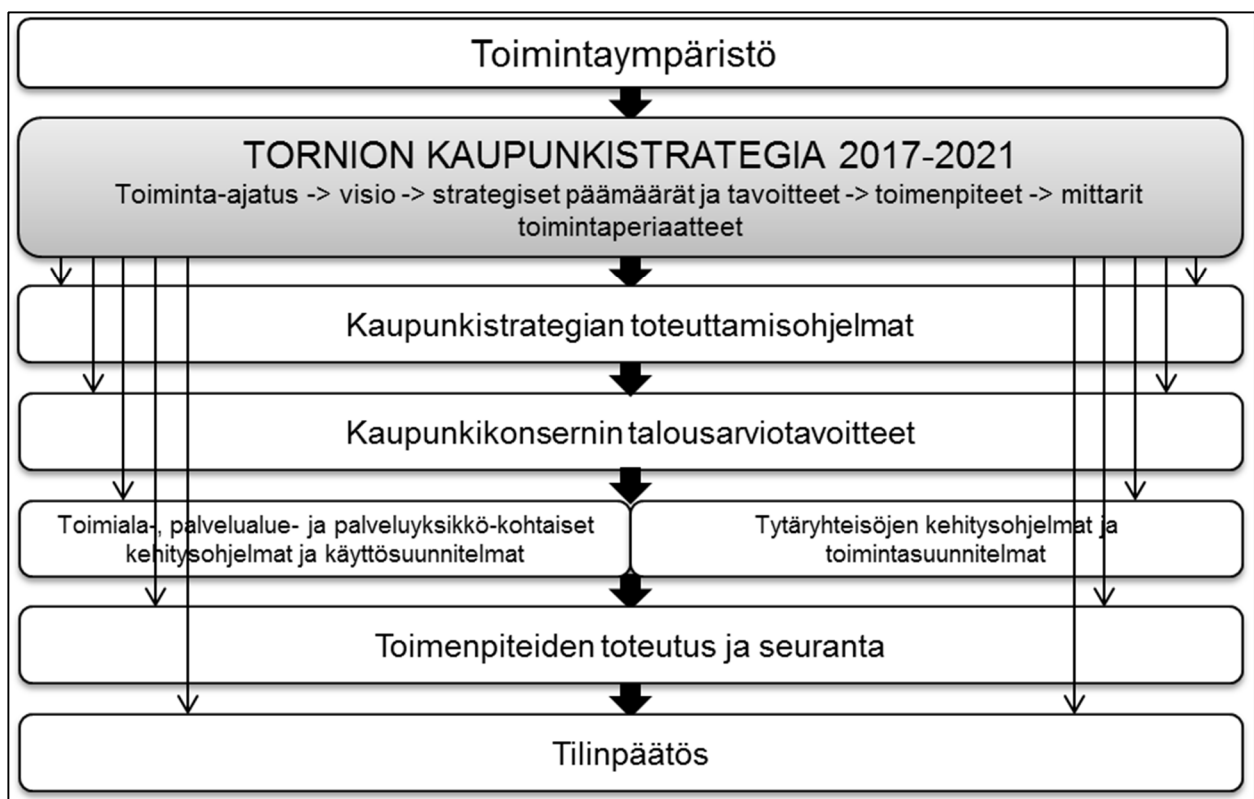 Toimintaympäristö
TORNION KAUPUNKISTRATEGIA 2017-2021
Toiminta-ajatus -> visio -> strategiset päämäärät ja tavoitteet -> toimenpiteet -> mittarit
toimintaperiaatteet
Kaupunkistrategian toteuttamisohjelmat
Kaupunkikonsernin talousarviotavoitteet
Toimiala-, palvelualue- ja palveluyksikkö-kohtaiset
kehitysohjelmat ja käyttösuunnitelmat
Tytäryhteisöjen kehitysohjelmat ja
toimintasuunnitelmat
Toimenpiteiden toteutus ja seuranta
Tilinpäätös